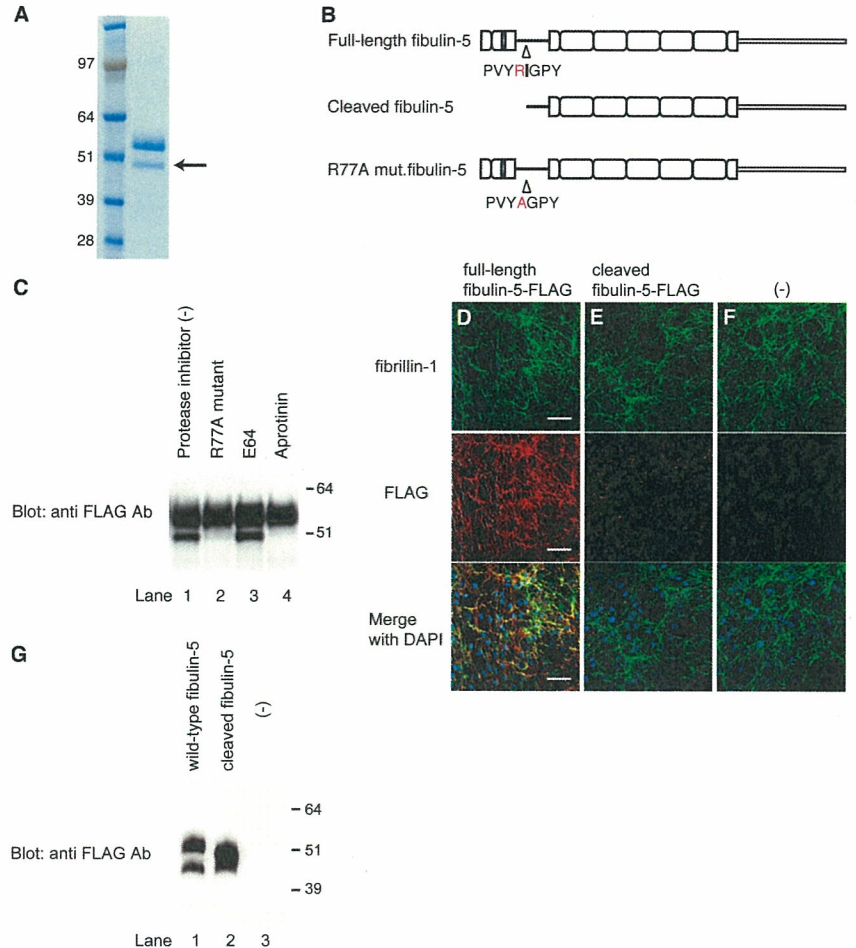 A
97
64
51
39
28
B
Full-length fibulin-5
PVYRIGPY
Cleaved fibulin-5
R77A mut.fibulin-5
PVYAGPY
C
Protease inhibitor (-)
R77A mutant
E64
Aprotinin
64
51
Blot: anti FLAG Ab
Lane 1 2 3 4
full-length
fibulin-5-FLAG
cleaved
fibulin-5-FLAG
(-)
D
E
F
fibrillin-1
FLAG
Merge
with DAPI
G
wild-type fibulin-5
cleaved fibulin-5
(-)
64
51
39
Blot: anti FLAG Ab
Lane 1 2 3